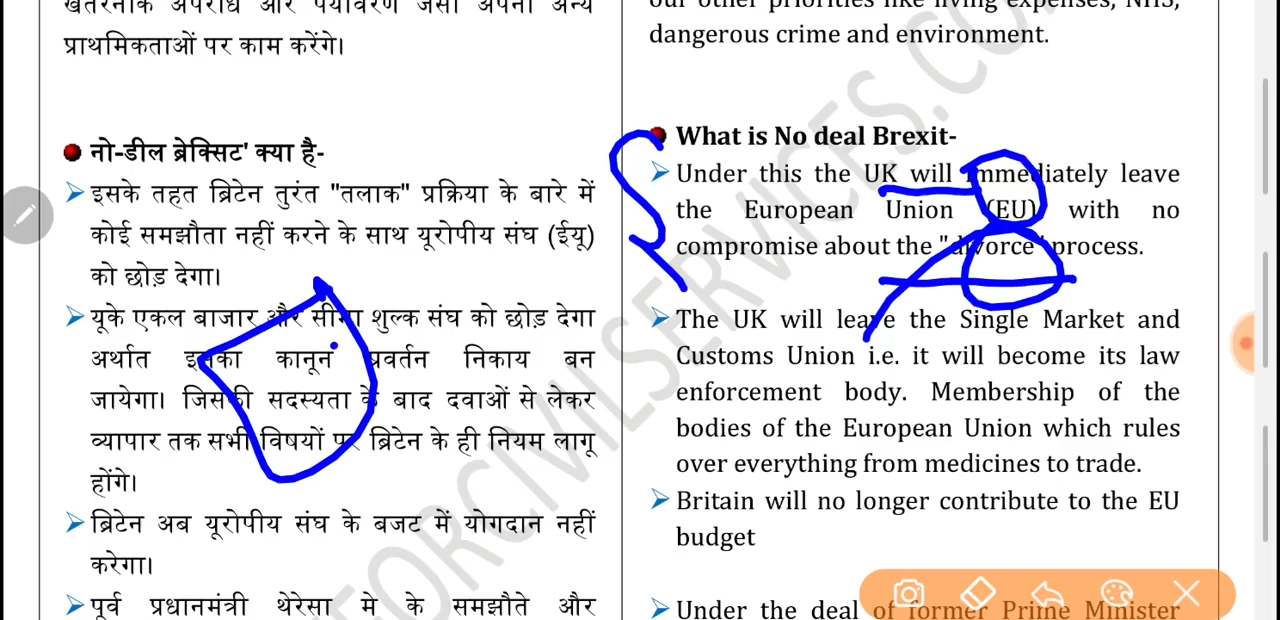 खतरनाक अपराध और पर्यावरण जैसी अपनी अन्य
प्राथमिकताओं पर काम करेंगे।
नो-डील ब्रेक्सिट' क्या है-
इसके तहत ब्रिटेन तुरंत "तलाक" प्रक्रिया के बारे में
कोई समझौता नहीं करने के साथ यूरोपीय संघ (ईयू)
को छोड़ देगा।
यूके एकल बाजार और सीमा शुल्क संघ को छोड़ देगा
अर्थात इसका कानून प्रवर्तन निकाय बन
जायेगा। जिसकी सदस्यता के बाद दवाओं से लेकर
व्यापार तक सभी विषयों पर ब्रिटेन के ही नियम लागू
होंगे।
ब्रिटेन अब यूरोपीय संघ के बजट में योगदान नहीं
करेगा।
पूर्व प्रधानमंत्री थेरेसा मे के समझौते और
our other priorities like living expenses, NHS,
dangerous crime and environment.
What is No deal Brexit-
Under this the UK will immediately leave
the European Union (EU) with no
compromise about the "divorce" process.
The UK will leave the Single Market and
Customs Union i.e. it will become its law
enforcement body. Membership of the
bodies of the European Union which rules
over everything from medicines to trade.
Britain will no longer contribute to the EU
budget
Under the deal of former Prime Minister
FORCIVILSERVICES.CO